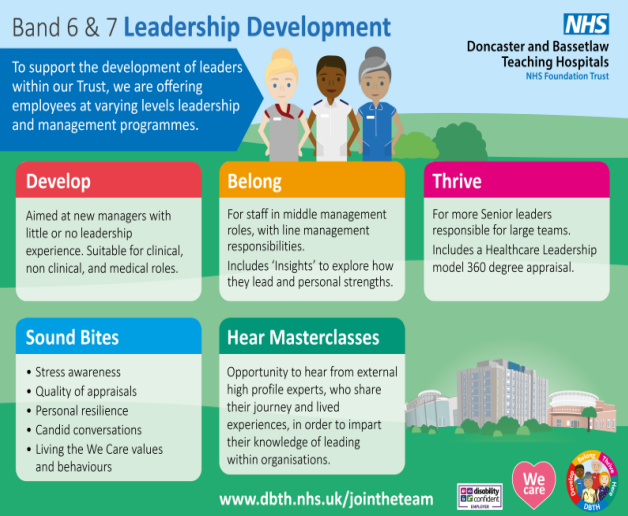 Band 6 & 7 Leadership Development
NHS
Doncaster and Bassetlaw
Teaching Hospitals
NHS Foundation Trust
To support the development of leaders
within our Trust, we are offering
employees at varying levels leadership
and management programmes.
Develop
Aimed at new managers with
little or no leadership
experience. Suitable for clinical,
non clinical, and medical roles.
Belong
For staff in middle management
roles, with line management
responsibilities.
Includes ‘Insights’ to explore how
they lead and personal strengths.
Thrive
For more Senior leaders
responsible for large teams.
Includes a Healthcare Leadership
model 360 degree appraisal.
Sound Bites
• Stress awareness
• Quality of appraisals
• Personal resilience
• Candid conversations
• Living the We Care values
and behaviours
Hear Masterclasses
Opportunity to hear from external
high profile experts, who share
their journey and lived
experiences, in order to impart
their knowledge of leading
within organisations.
www.dbth.nhs.uk/jointheteam
disability
confident
EMPLOYER
We
care
Develop
Belong
Thrive
Here
DBTH